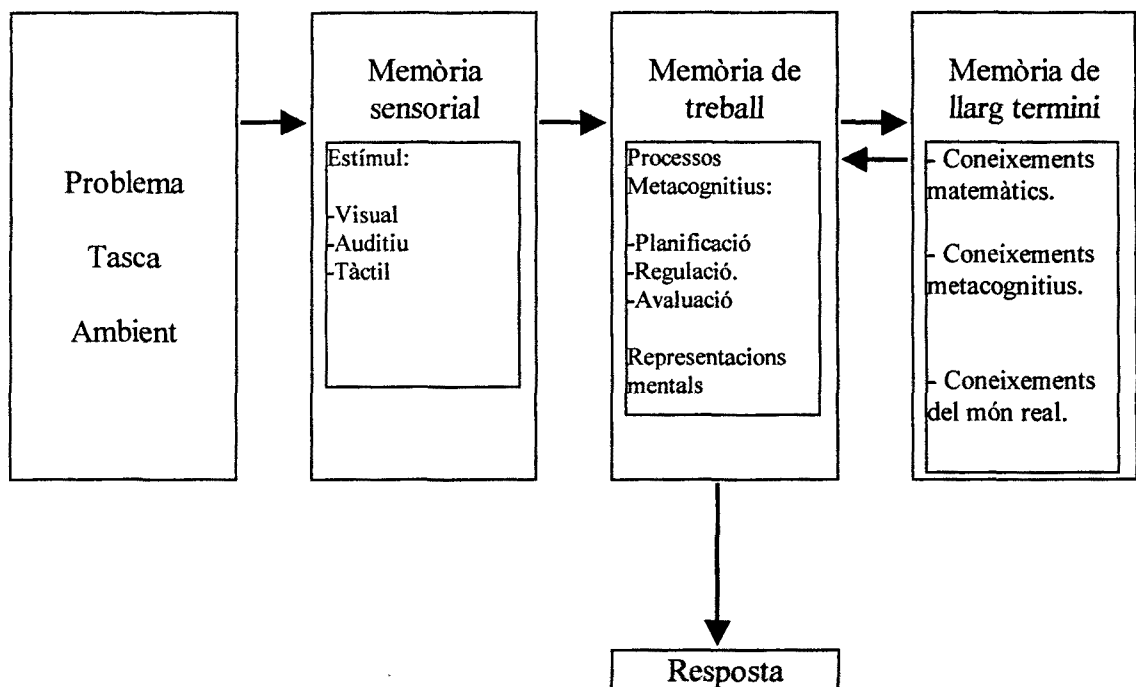 Problema
Tasca
Ambient
Memòria
sensorial
Estímul:
-Visual
-Auditiu
-Tàctil
Memòria de
treball
Processos
Metacognitius:
-Planificació
-Regulació.
-Avaluació
Representacions
mentals
Memòria de
llarg termini
- Coneixements
matemàtics.
- Coneixements
metacognitius.
- Coneixements
del món real.
Resposta